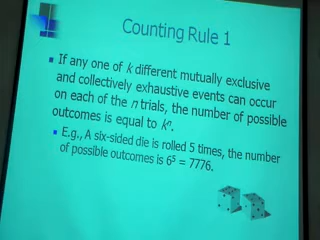 Counting Rule 1
If any one of k different mutually exclusive
and collectively exhaustive events can occur
on each of the n trials, the number of possible
outcomes is equal to kⁿ.
E.g., A six-sided die is rolled 5 times, the number
of possible outcomes is 6⁵ = 7776.